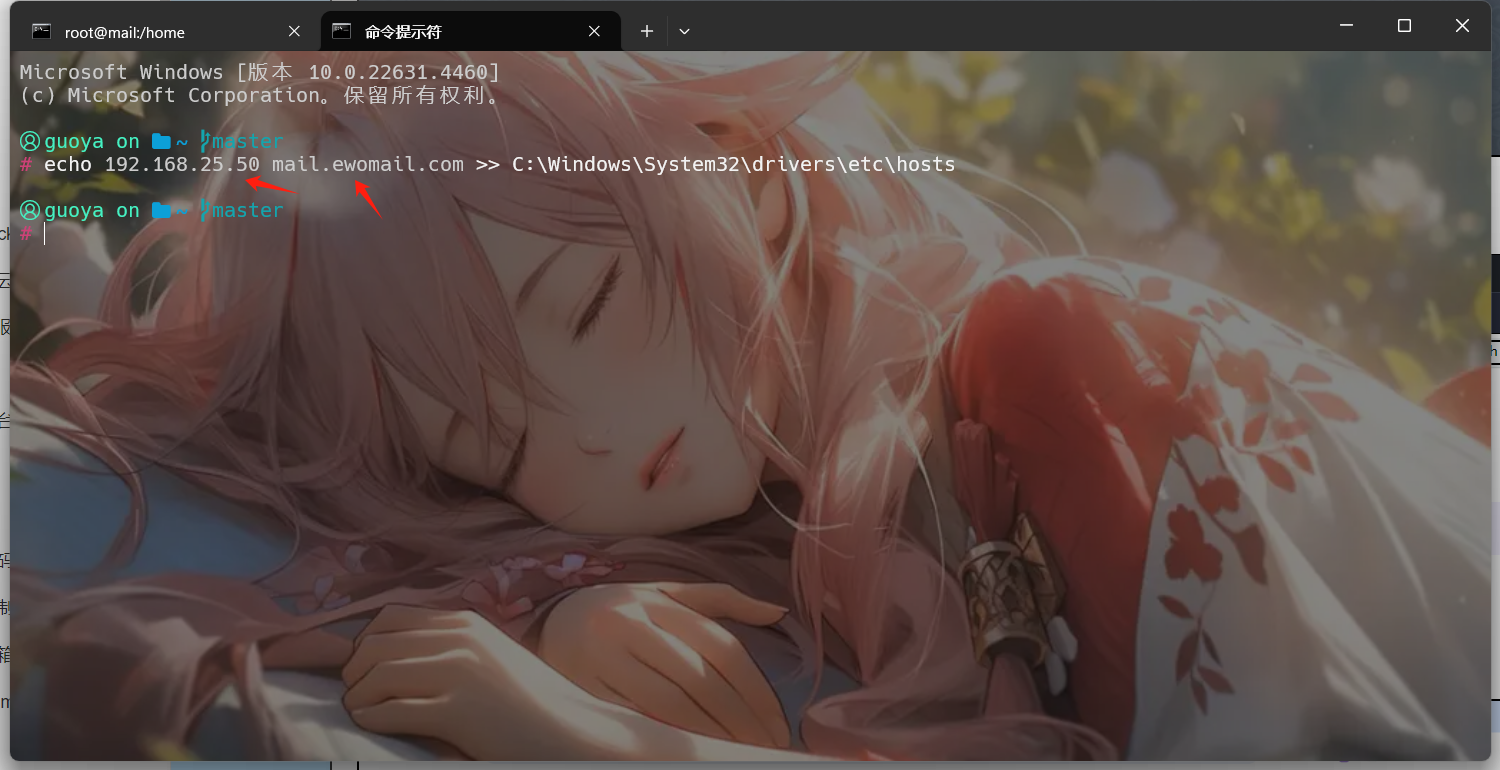 root@mail:/home
命令提示符
Microsoft Windows [版本 10.0.22631.4460]
(c) Microsoft Corporation。保留所有权利。
guoya on ~ master
# echo 192.168.25.50 mail.ewomail.com >> C:\Windows\System32\drivers\etc\hosts
guoya on ~ master
#